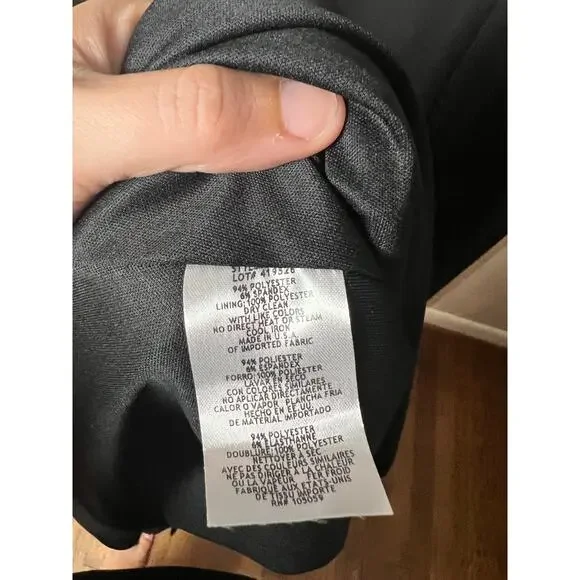 LOT# 419328
94% POLYESTER
6% SPANDEX
LINING: 100% POLYESTER
DRY CLEAN
WITH LIKE COLORS
NO DIRECT HEAT OR STEAM
COOL IRON
MADE IN U.S.A.
OF IMPORTED FABRIC
94% POLIESTER
6% ESPANDEX
FORRO: 100% POLIESTER
LAVAR EN SECO
CON COLORES SIMILARES
NO APLICAR DIRECTAMENTE
CALOR O VAPOR. PLANCHA FRIA
HECHO EN EE UU.
DE MATERIAL IMPORTADO
94% POLYESTER
6% ELASTHANNE
DOUBLURE: 100% POLYESTER
NETTOYER A SEC
AVEC DES COULEURS SIMILAIRES
NE PAS DIRIGER A LA CHALEUR
OU LA VAPEUR FER FROID
FABRIQUE AUX ETATS-UNIS
DE TISSU IMPORTE
RN# 105059